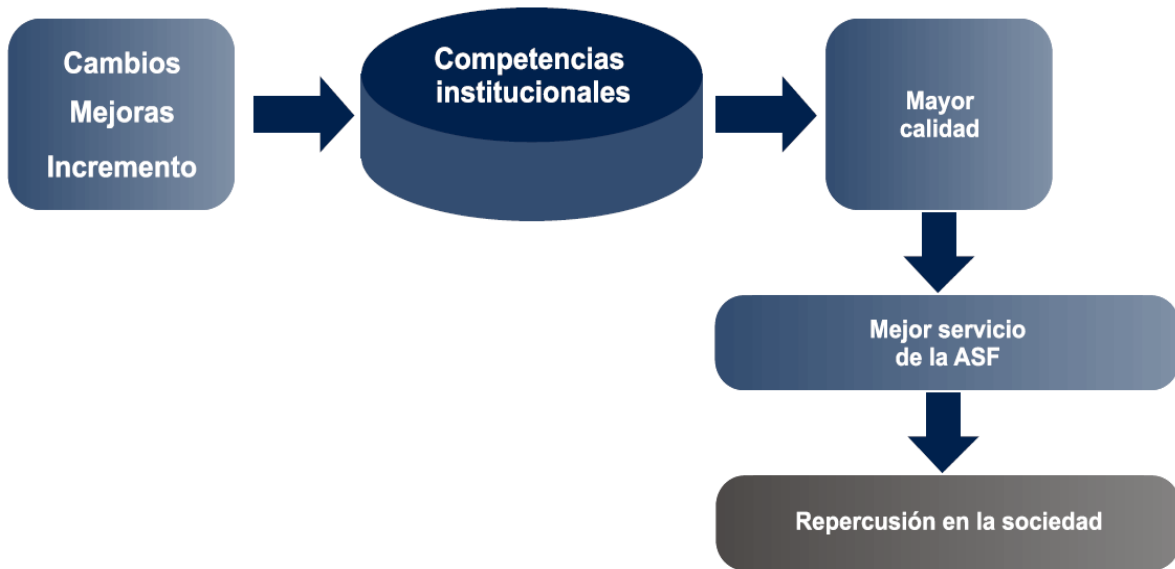 Cambios
Mejoras
Incremento
Competencias
institucionales
Mayor
calidad
Mejor servicio
de la ASF
Repercusión en la sociedad